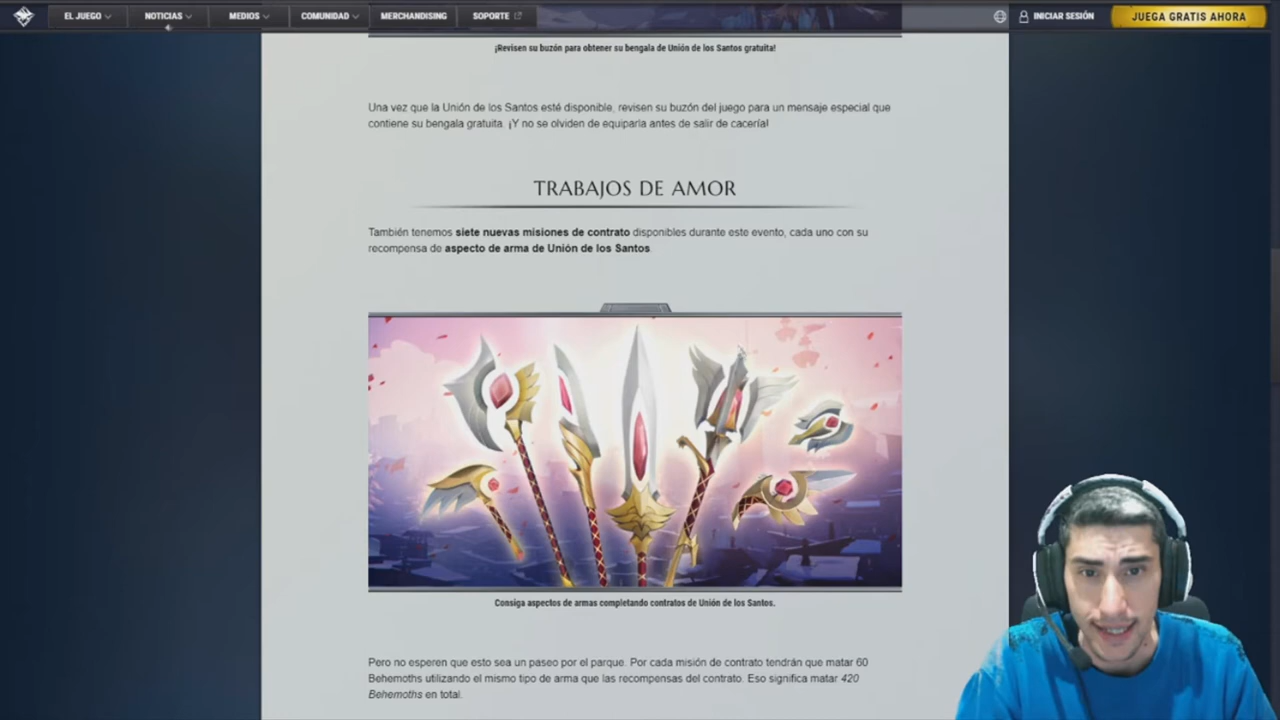 EL JUEGO NOTICIAS MEDIOS COMUNIDAD MERCHANDISING SOPORTE INICIAR SESIÓN JUEGA GRATIS AHORA
¡Revisen su buzón para obtener su bengala de Unión de los Santos gratuita!
Una vez que la Unión de los Santos esté disponible, revisen su buzón del juego para un mensaje especial que
contiene su bengala gratuita. ¡Y no se olviden de equiparla antes de salir de cacería!
TRABAJOS DE AMOR
También tenemos siete nuevas misiones de contrato disponibles durante este evento, cada uno con su
recompensa de aspecto de arma de Unión de los Santos.
Consiga aspectos de armas completando contratos de Unión de los Santos.
Pero no esperen que esto sea un paseo por el parque. Por cada misión de contrato tendrán que matar 60
Behemoths utilizando el mismo tipo de arma que las recompensas del contrato. Eso significa matar 420
Behemoths en total.